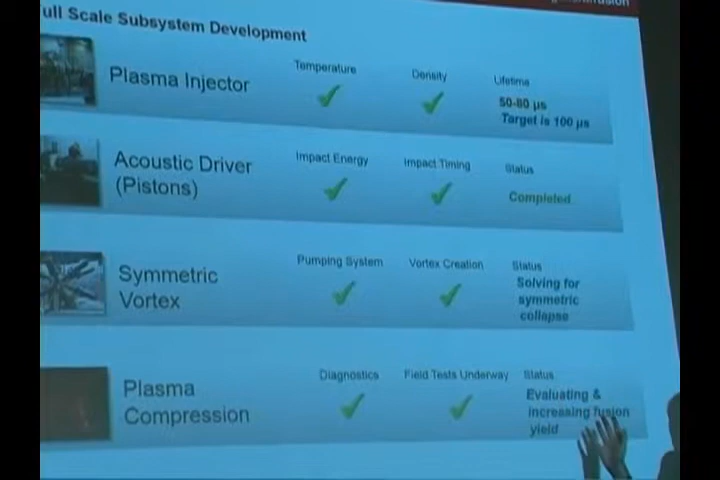 ull Scale Subsystem Development
Plasma Injector
Temperature
Density
Lifetime
50-80 µs
Target is 100 µs
Acoustic Driver
(Pistons)
Impact Energy
Impact Timing
Status
Completed
Symmetric
Vortex
Pumping System
Vortex Creation
Status
Solving for
symmetric
collapse
Plasma
Compression
Diagnostics
Field Tests Underway
Status
Evaluating &
increasing fusion
yield